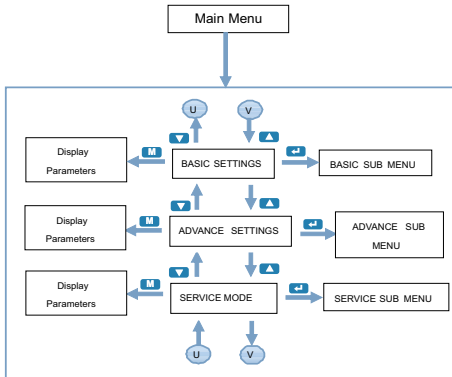 Main Menu
U V
Display
Parameters
M
BASIC SETTINGS
BASIC SUB MENU
Display
Parameters
M
ADVANCE SETTINGS
ADVANCE SUB
MENU
Display
Parameters
M
SERVICE MODE
SERVICE SUB MENU
U V